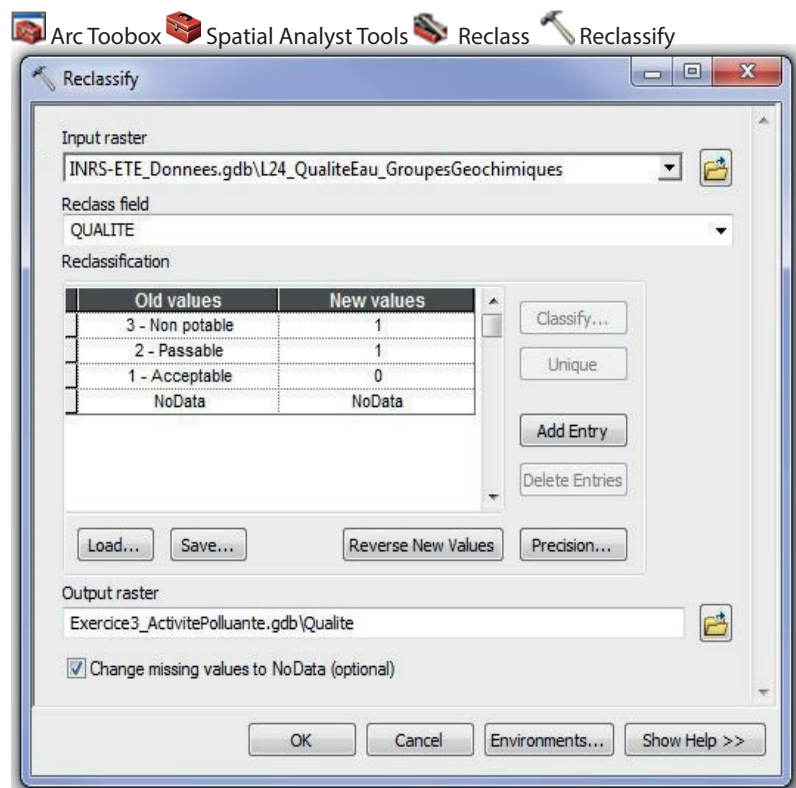 Arc Toobox Spatial Analyst Tools Reclass Reclassify
Reclassify
Input raster
INRS-ETE_Donnees.gdb\L24_QualiteEau_GroupesGeochimiques
Reclass field
QUALITE
Reclassification
Old values New values
3 - Non potable 1
2 - Passable 1
1 - Acceptable 0
NoData NoData
Classify...
Unique
Add Entry
Delete Entries
Load... Save... Reverse New Values Precision...
Output raster
Exercice3_ActivitePolluante.gdb\Qualite
Change missing values to NoData (optional)
OK Cancel Environments... Show Help >>